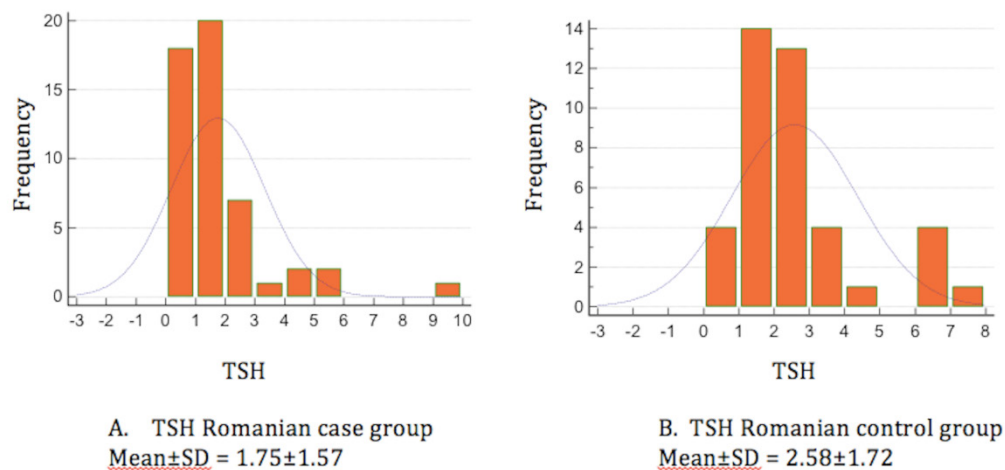 20
15
10
5
0
Frequency
-3 -2 -1 0 1 2 3 4 5 6 7 8 9 10
TSH
A. TSH Romanian case group
Mean±SD = 1.75±1.57
14
12
10
8
6
4
2
0
Frequency
-3 -2 -1 0 1 2 3 4 5 6 7 8
TSH
B. TSH Romanian control group
Mean±SD = 2.58±1.72